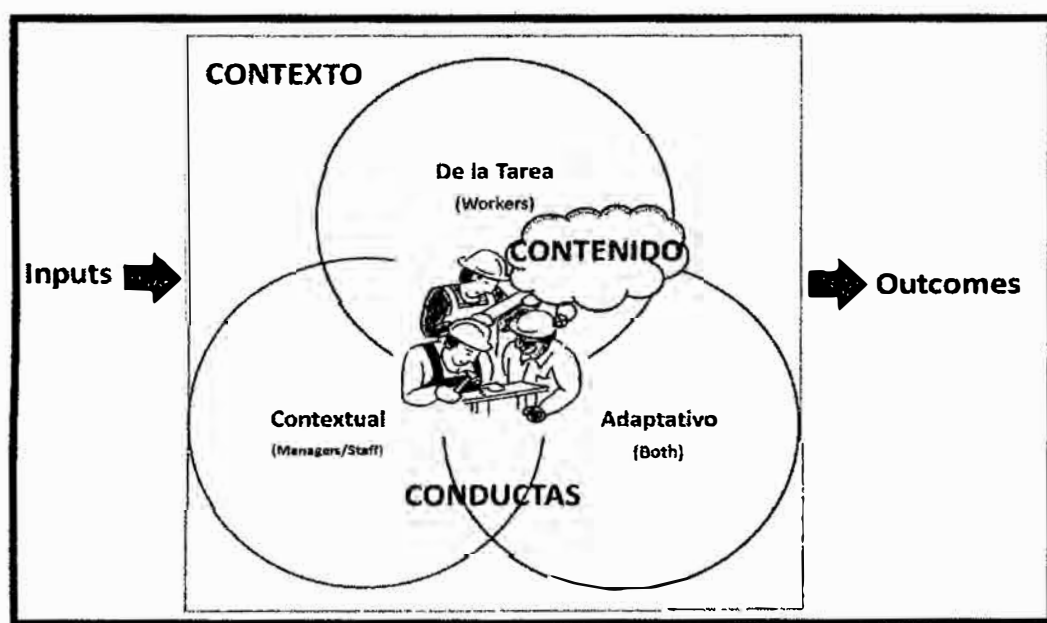 CONTEXTO
De la Tarea
(Workers)
CONTENIDO
Inputs
Outcomes
Contextual
(Managers/Staff)
Adaptativo
(Both)
CONDUCTAS